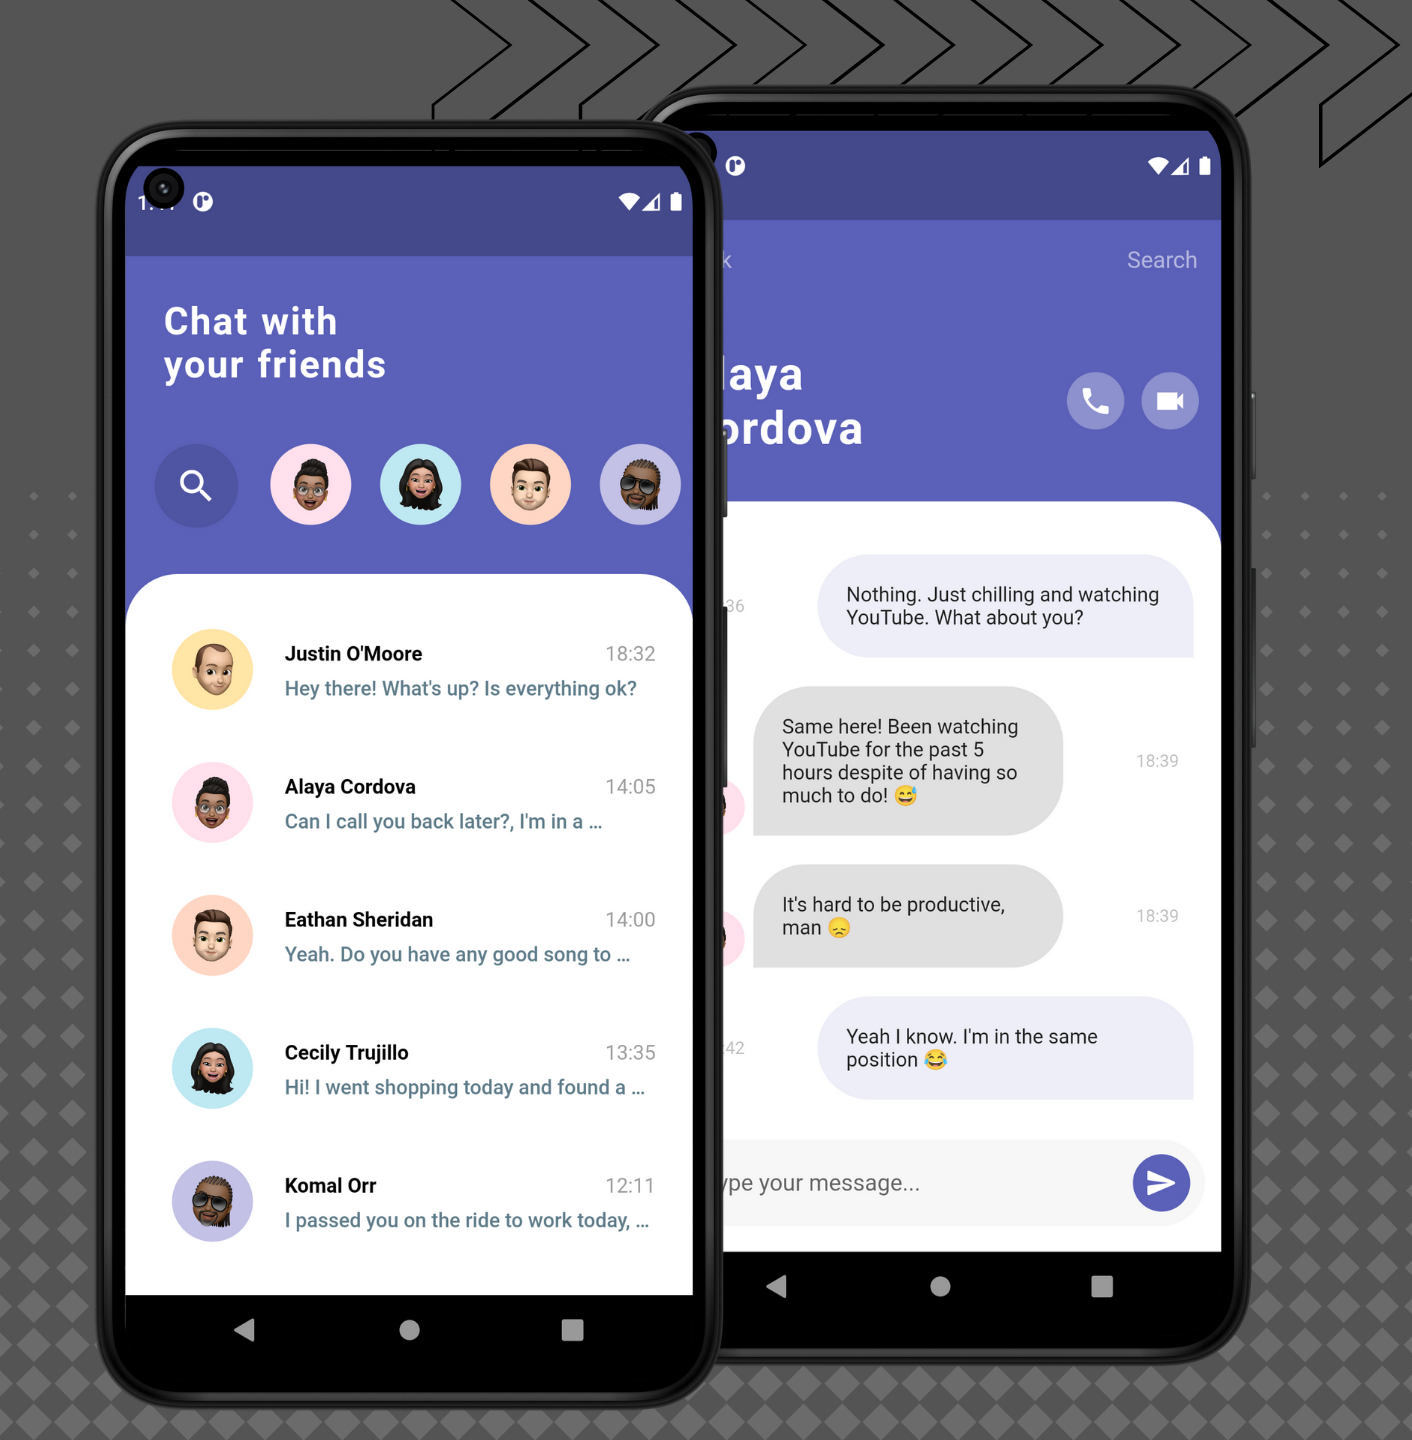 Chat with
your friends
Justin O'Moore 18:32
Hey there! What's up? Is everything ok?
Alaya Cordova 14:05
Can I call you back later?, I'm in a ...
Eathan Sheridan 14:00
Yeah. Do you have any good song to ...
Cecily Trujillo 13:35
Hi! I went shopping today and found a ...
Komal Orr 12:11
I passed you on the ride to work today, ...
k Search
laya
ordova
36
Nothing. Just chilling and watching
YouTube. What about you?
Same here! Been watching
YouTube for the past 5
hours despite of having so
much to do! 😅
18:39
It's hard to be productive,
man 😞
18:39
:42
Yeah I know. I'm in the same
position 😂
ype your message...